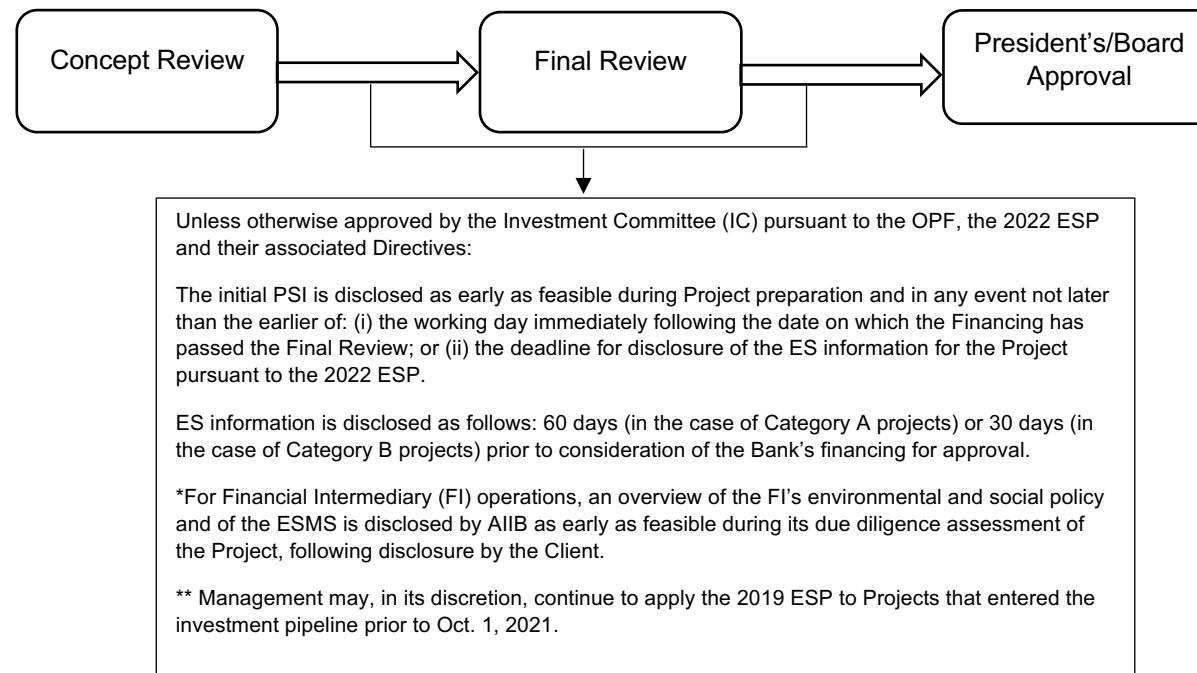 Concept Review
Final Review
President’s/Board
Approval
Unless otherwise approved by the Investment Committee (IC) pursuant to the OPF, the 2022 ESP
and their associated Directives:
The initial PSI is disclosed as early as feasible during Project preparation and in any event not later
than the earlier of: (i) the working day immediately following the date on which the Financing has
passed the Final Review; or (ii) the deadline for disclosure of the ES information for the Project
pursuant to the 2022 ESP.
ES information is disclosed as follows: 60 days (in the case of Category A projects) or 30 days (in
the case of Category B projects) prior to consideration of the Bank’s financing for approval.
*For Financial Intermediary (FI) operations, an overview of the FI’s environmental and social policy
and of the ESMS is disclosed by AIIB as early as feasible during its due diligence assessment of
the Project, following disclosure by the Client.
** Management may, in its discretion, continue to apply the 2019 ESP to Projects that entered the
investment pipeline prior to Oct. 1, 2021.